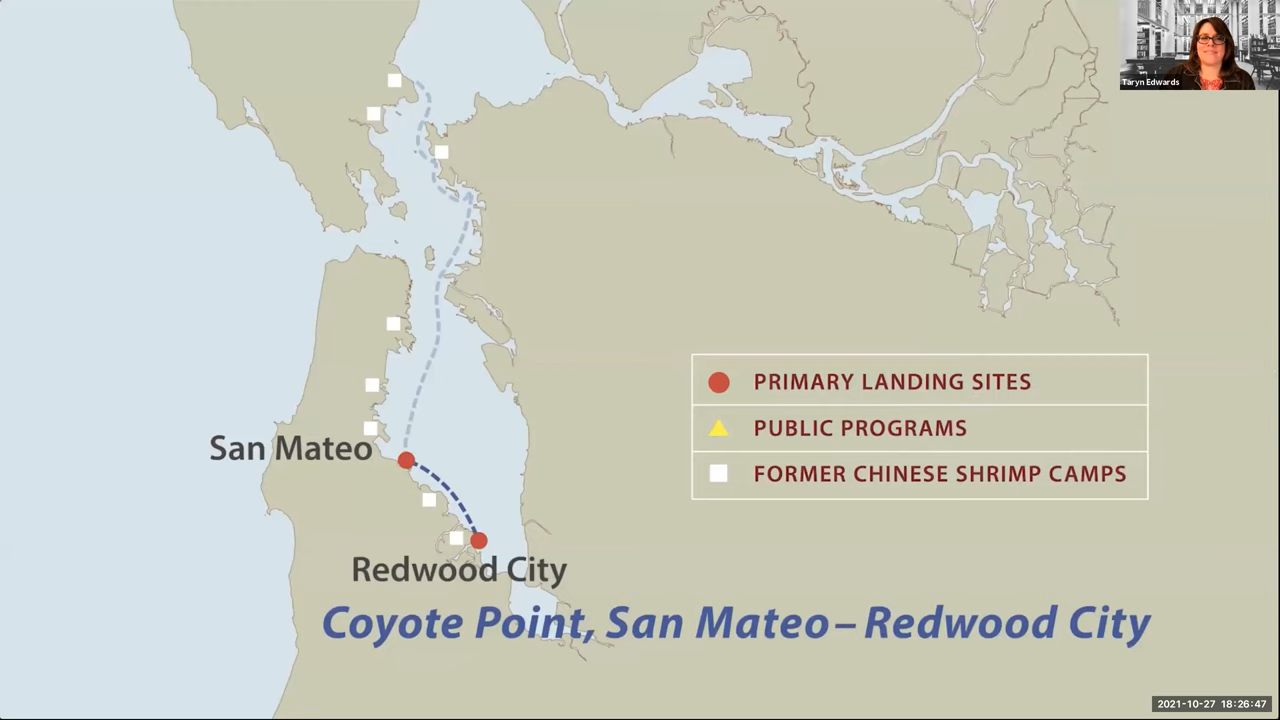 Taryn Edwards
PRIMARY LANDING SITES
PUBLIC PROGRAMS
FORMER CHINESE SHRIMP CAMPS
San Mateo
Redwood City
Coyote Point, San Mateo – Redwood City
2021-10-27 18:26:47